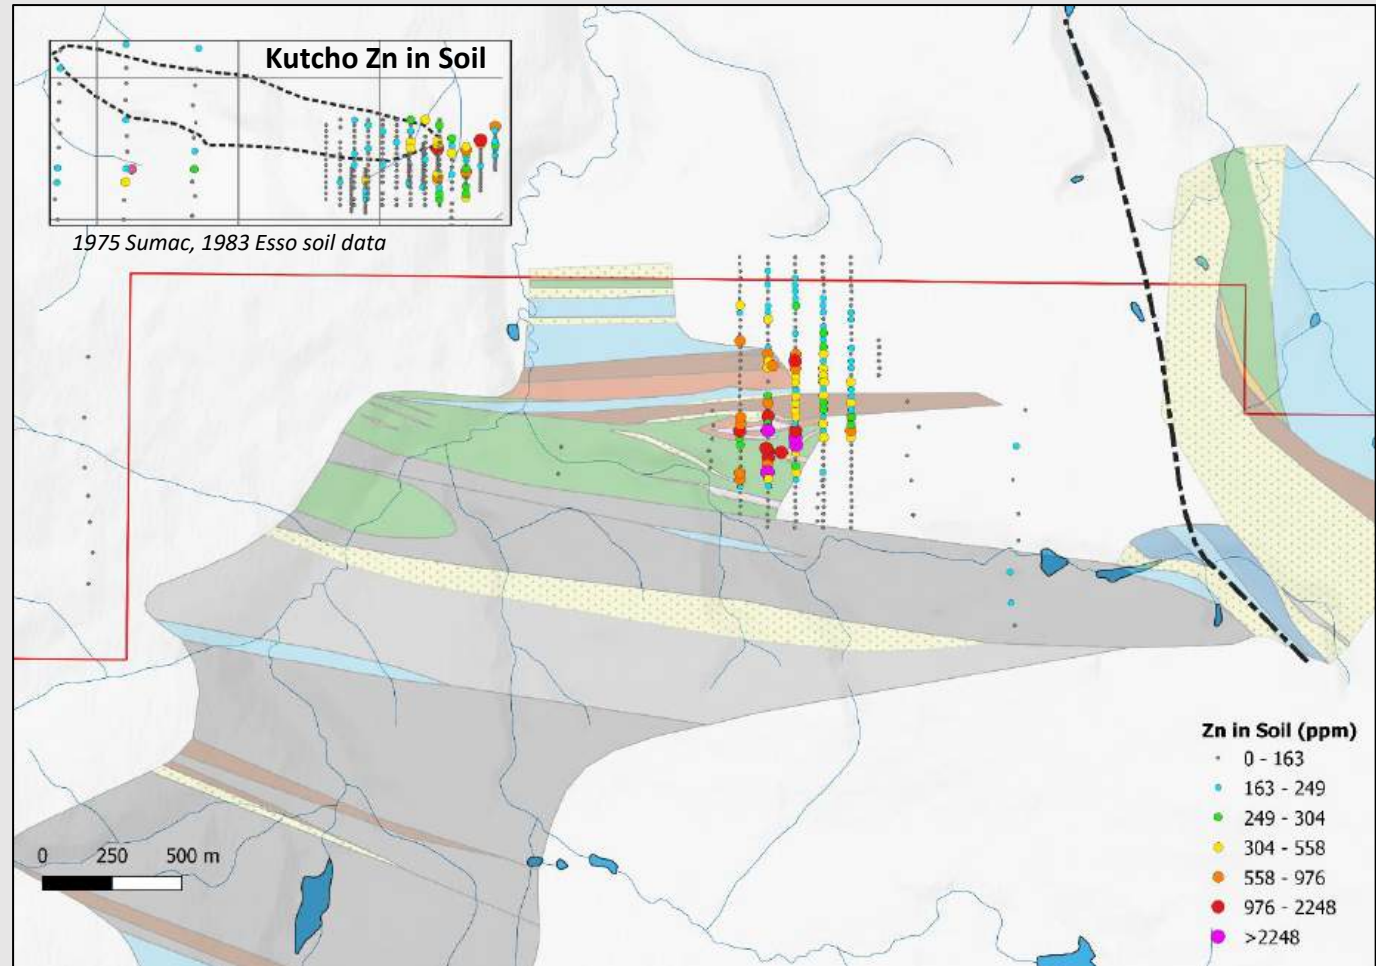 Kutcho Zn in Soil
1975 Sumac, 1983 Esso soil data
Zn in Soil (ppm)
0 - 163
163 - 249
249 - 304
304 - 558
558 - 976
976 - 2248
>2248
0 250 500 m